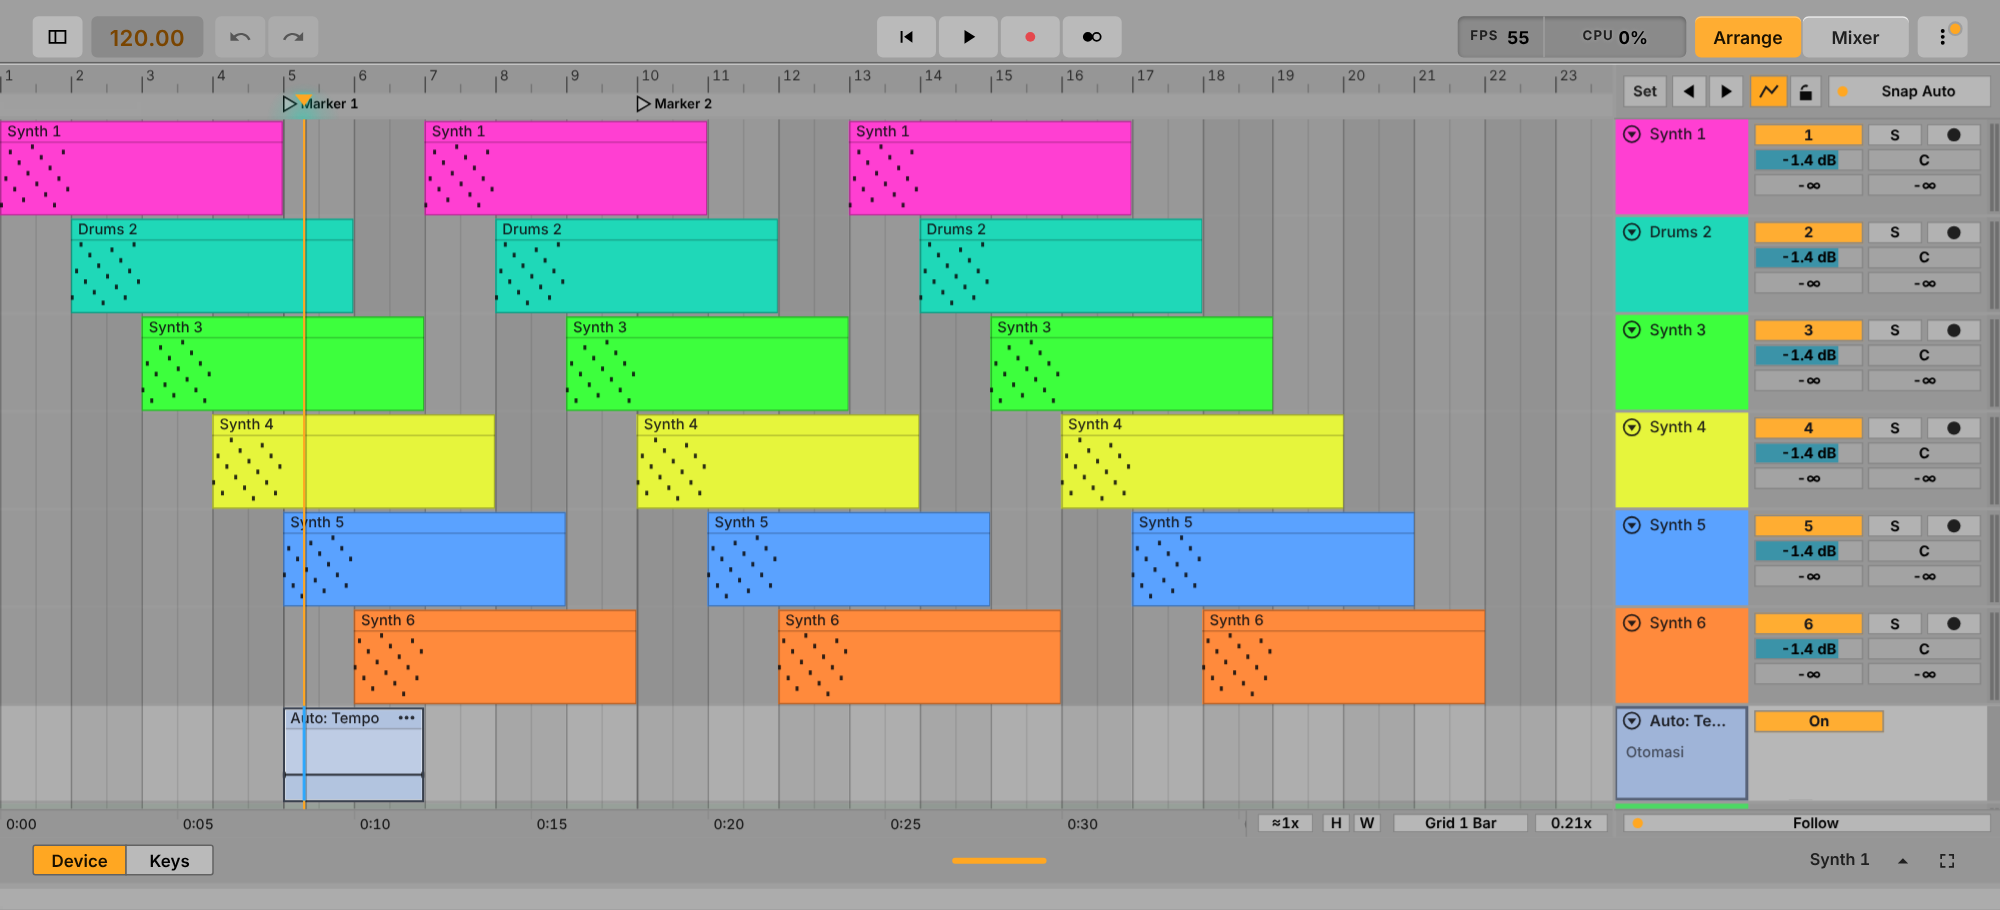 120.00
FPS 55
CPU 0%
Arrange
Mixer
1 2 3 4 5 6 7 8 9 10 11 12 13 14 15 16 17 18 19 20 21 22 23
Set
Snap Auto
Marker 1
Marker 2
Synth 1 Synth 1 Synth 1
Synth 1
1 S
-1.4 dB C
-∞ -∞
Drums 2 Drums 2 Drums 2
Drums 2
2 S
-1.4 dB C
-∞ -∞
Synth 3 Synth 3 Synth 3
Synth 3
3 S
-1.4 dB C
-∞ -∞
Synth 4 Synth 4 Synth 4
Synth 4
4 S
-1.4 dB C
-∞ -∞
Synth 5 Synth 5 Synth 5
Synth 5
5 S
-1.4 dB C
-∞ -∞
Synth 6 Synth 6 Synth 6
Synth 6
6 S
-1.4 dB C
-∞ -∞
Auto: Tempo •••
Auto: Te...
On
Otomasi
0:00 0:05 0:10 0:15 0:20 0:25 0:30
≈1x
H W
Grid 1 Bar
0.21x
Follow
Device
Keys
Synth 1